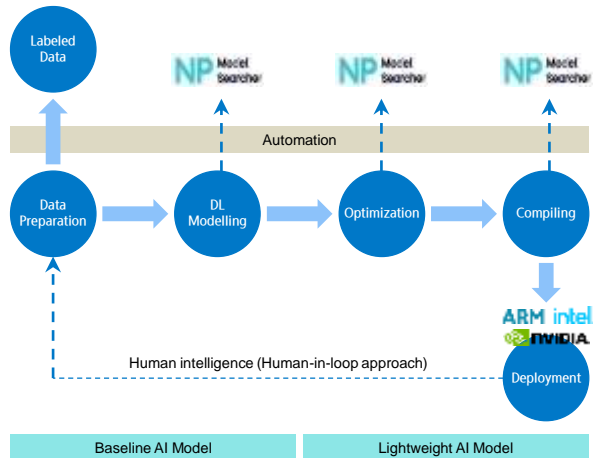 Labeled
Data
NP Model
Searcher
NP Model
Searcher
NP Model
Searcher
Automation
Data
Preparation
DL
Modelling
Optimization
Compiling
ARM intel
NVIDIA
Human intelligence (Human-in-loop approach)
Deployment
Baseline AI Model
Lightweight AI Model